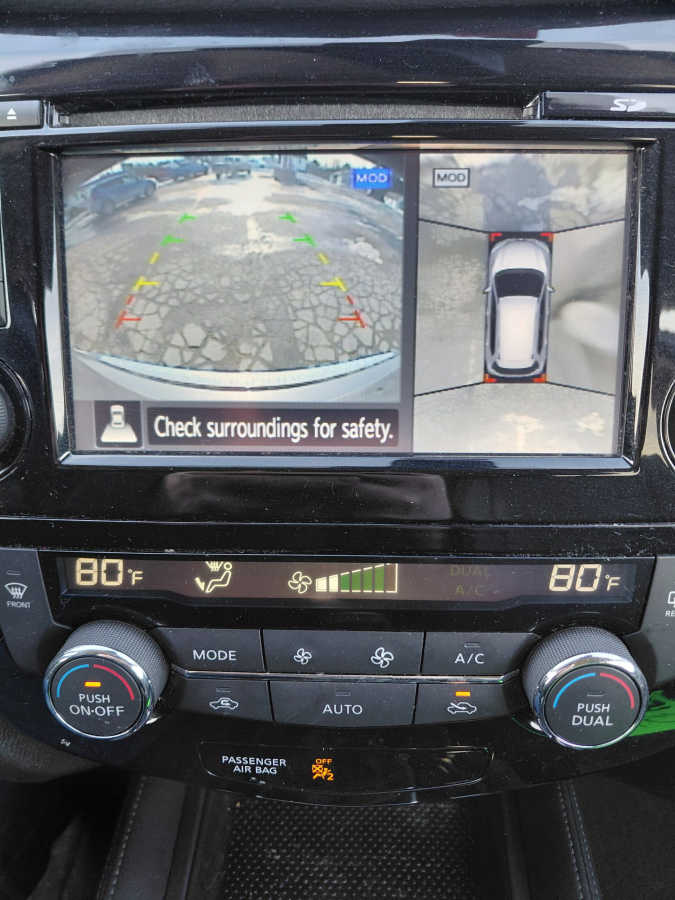 SD
MOD
MOD
Check surroundings for safety.
80°F
DUAL
A/C
80°F
FRONT
MODE
A/C
PUSH
ON·OFF
AUTO
PUSH
DUAL
PASSENGER
AIR BAG
OFF
2